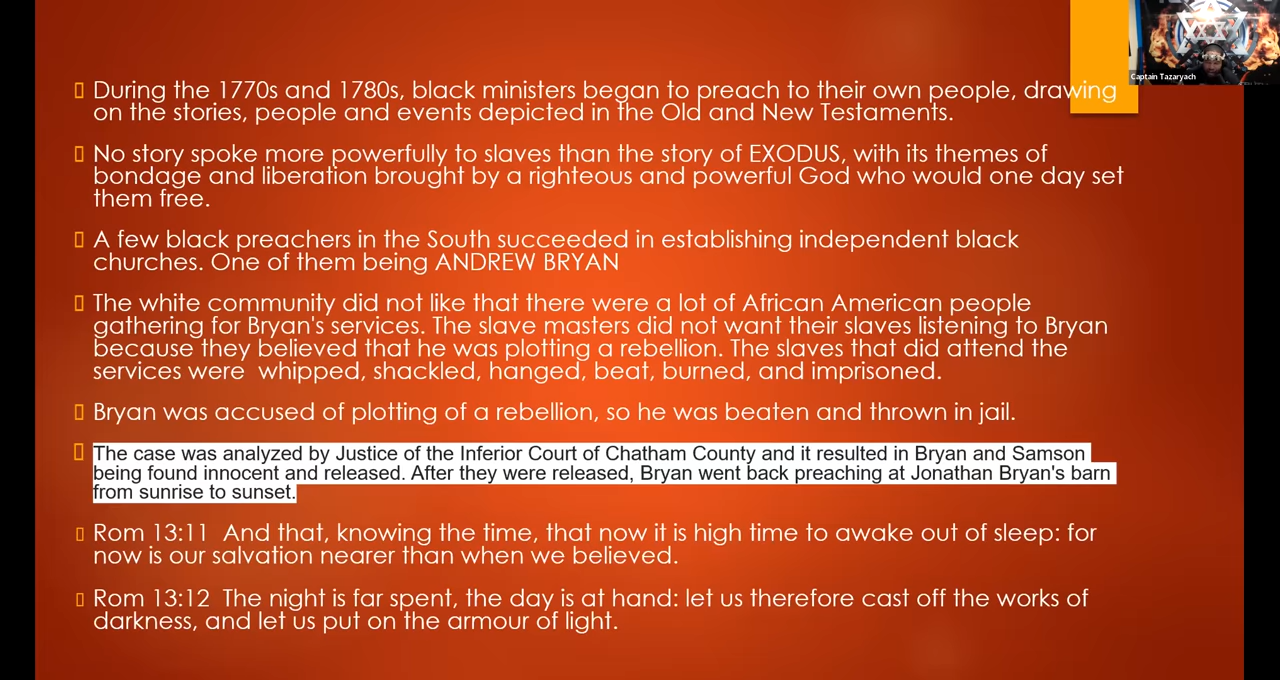 Captain Tazaryach
During the 1770s and 1780s, black ministers began to preach to their own people, drawing
on the stories, people and events depicted in the Old and New Testaments.
No story spoke more powerfully to slaves than the story of EXODUS, with its themes of
bondage and liberation brought by a righteous and powerful God who would one day set
them free.
A few black preachers in the South succeeded in establishing independent black
churches. One of them being ANDREW BRYAN
The white community did not like that there were a lot of African American people
gathering for Bryan's services. The slave masters did not want their slaves listening to Bryan
because they believed that he was plotting a rebellion. The slaves that did attend the
services were  whipped, shackled, hanged, beat, burned, and imprisoned.
Bryan was accused of plotting of a rebellion, so he was beaten and thrown in jail.
The case was analyzed by Justice of the Inferior Court of Chatham County and it resulted in Bryan and Samson
being found innocent and released. After they were released, Bryan went back preaching at Jonathan Bryan's barn
from sunrise to sunset.
Rom 13:11  And that, knowing the time, that now it is high time to awake out of sleep: for
now is our salvation nearer than when we believed.
Rom 13:12  The night is far spent, the day is at hand: let us therefore cast off the works of
darkness, and let us put on the armour of light.